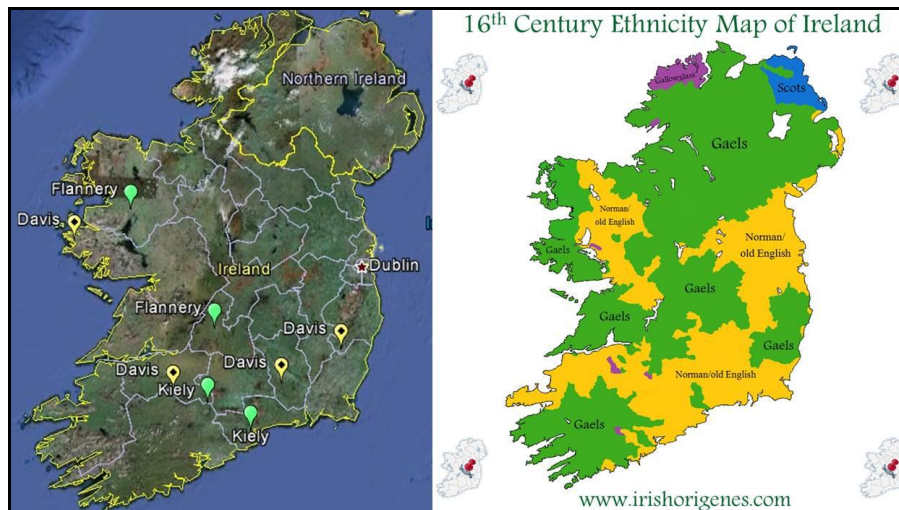 Northern Ireland
Flannery
Davis
Ireland
Dublin
Flannery
Davis
Davis
Davis
Kiely
Kiely
16th Century Ethnicity Map of Ireland
Gallowglass
Scots
Gaels
Norman/
old English
Gaels
Norman/
old English
Gaels
Gaels
Norman/old English
Gaels
www.irishorigenes.com